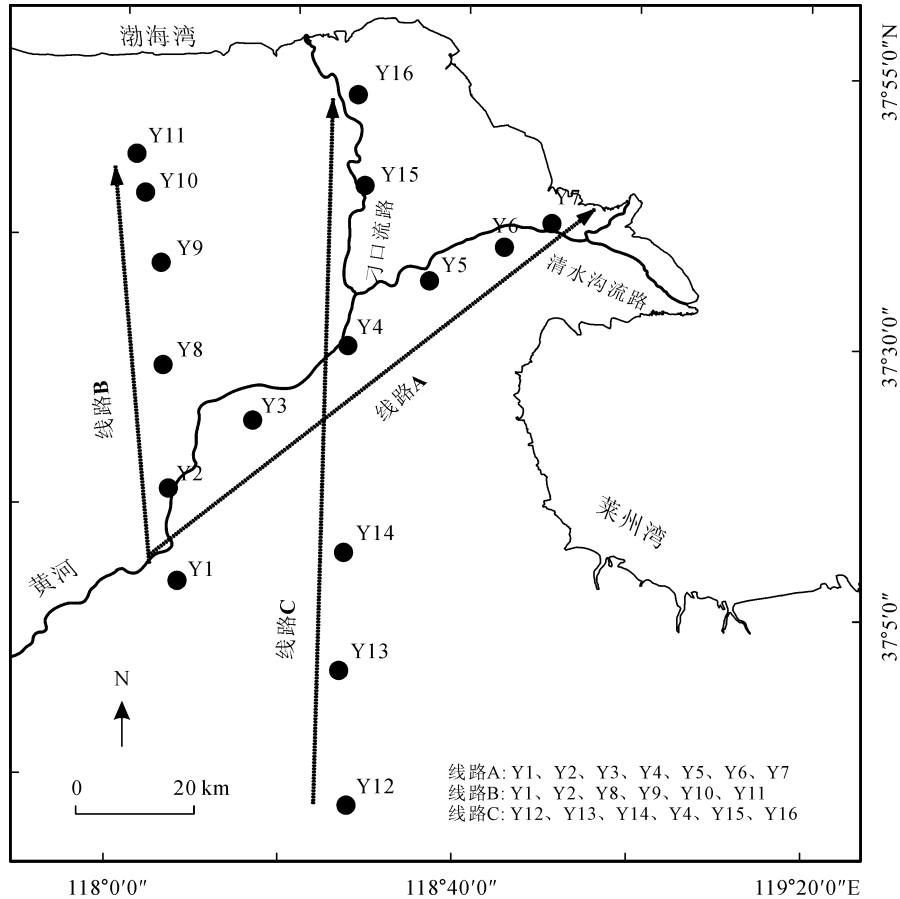 渤海湾
37°55′0″N
Y16
Y11
Y10
Y15
Y7
Y6
刁口流路
Y9
Y5
清水沟流路
Y4
Y8
37°30′0″
线路A
线路B
Y3
Y2
Y14
莱州湾
Y1
黄河
线路C
37°5′0″
Y13
N
0
20 km
Y12
线路A: Y1、Y2、Y3、Y4、Y5、Y6、Y7
线路B: Y1、Y2、Y8、Y9、Y10、Y11
线路C: Y12、Y13、Y14、Y4、Y15、Y16
118°0′0″
118°40′0″
119°20′0″E